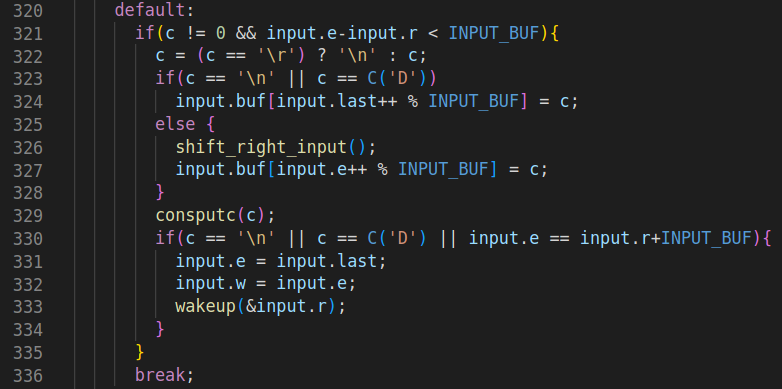 320 default:
321 if(c != 0 && input.e-input.r < INPUT_BUF){
322 c = (c == '\r') ? '\n' : c;
323 if(c == '\n' || c == C('D'))
324 input.buf[input.last++ % INPUT_BUF] = c;
325 else {
326 shift_right_input();
327 input.buf[input.e++ % INPUT_BUF] = c;
328 }
329 consputc(c);
330 if(c == '\n' || c == C('D') || input.e == input.r+INPUT_BUF){
331 input.e = input.last;
332 input.w = input.e;
333 wakeup(&input.r);
334 }
335 }
336 break;